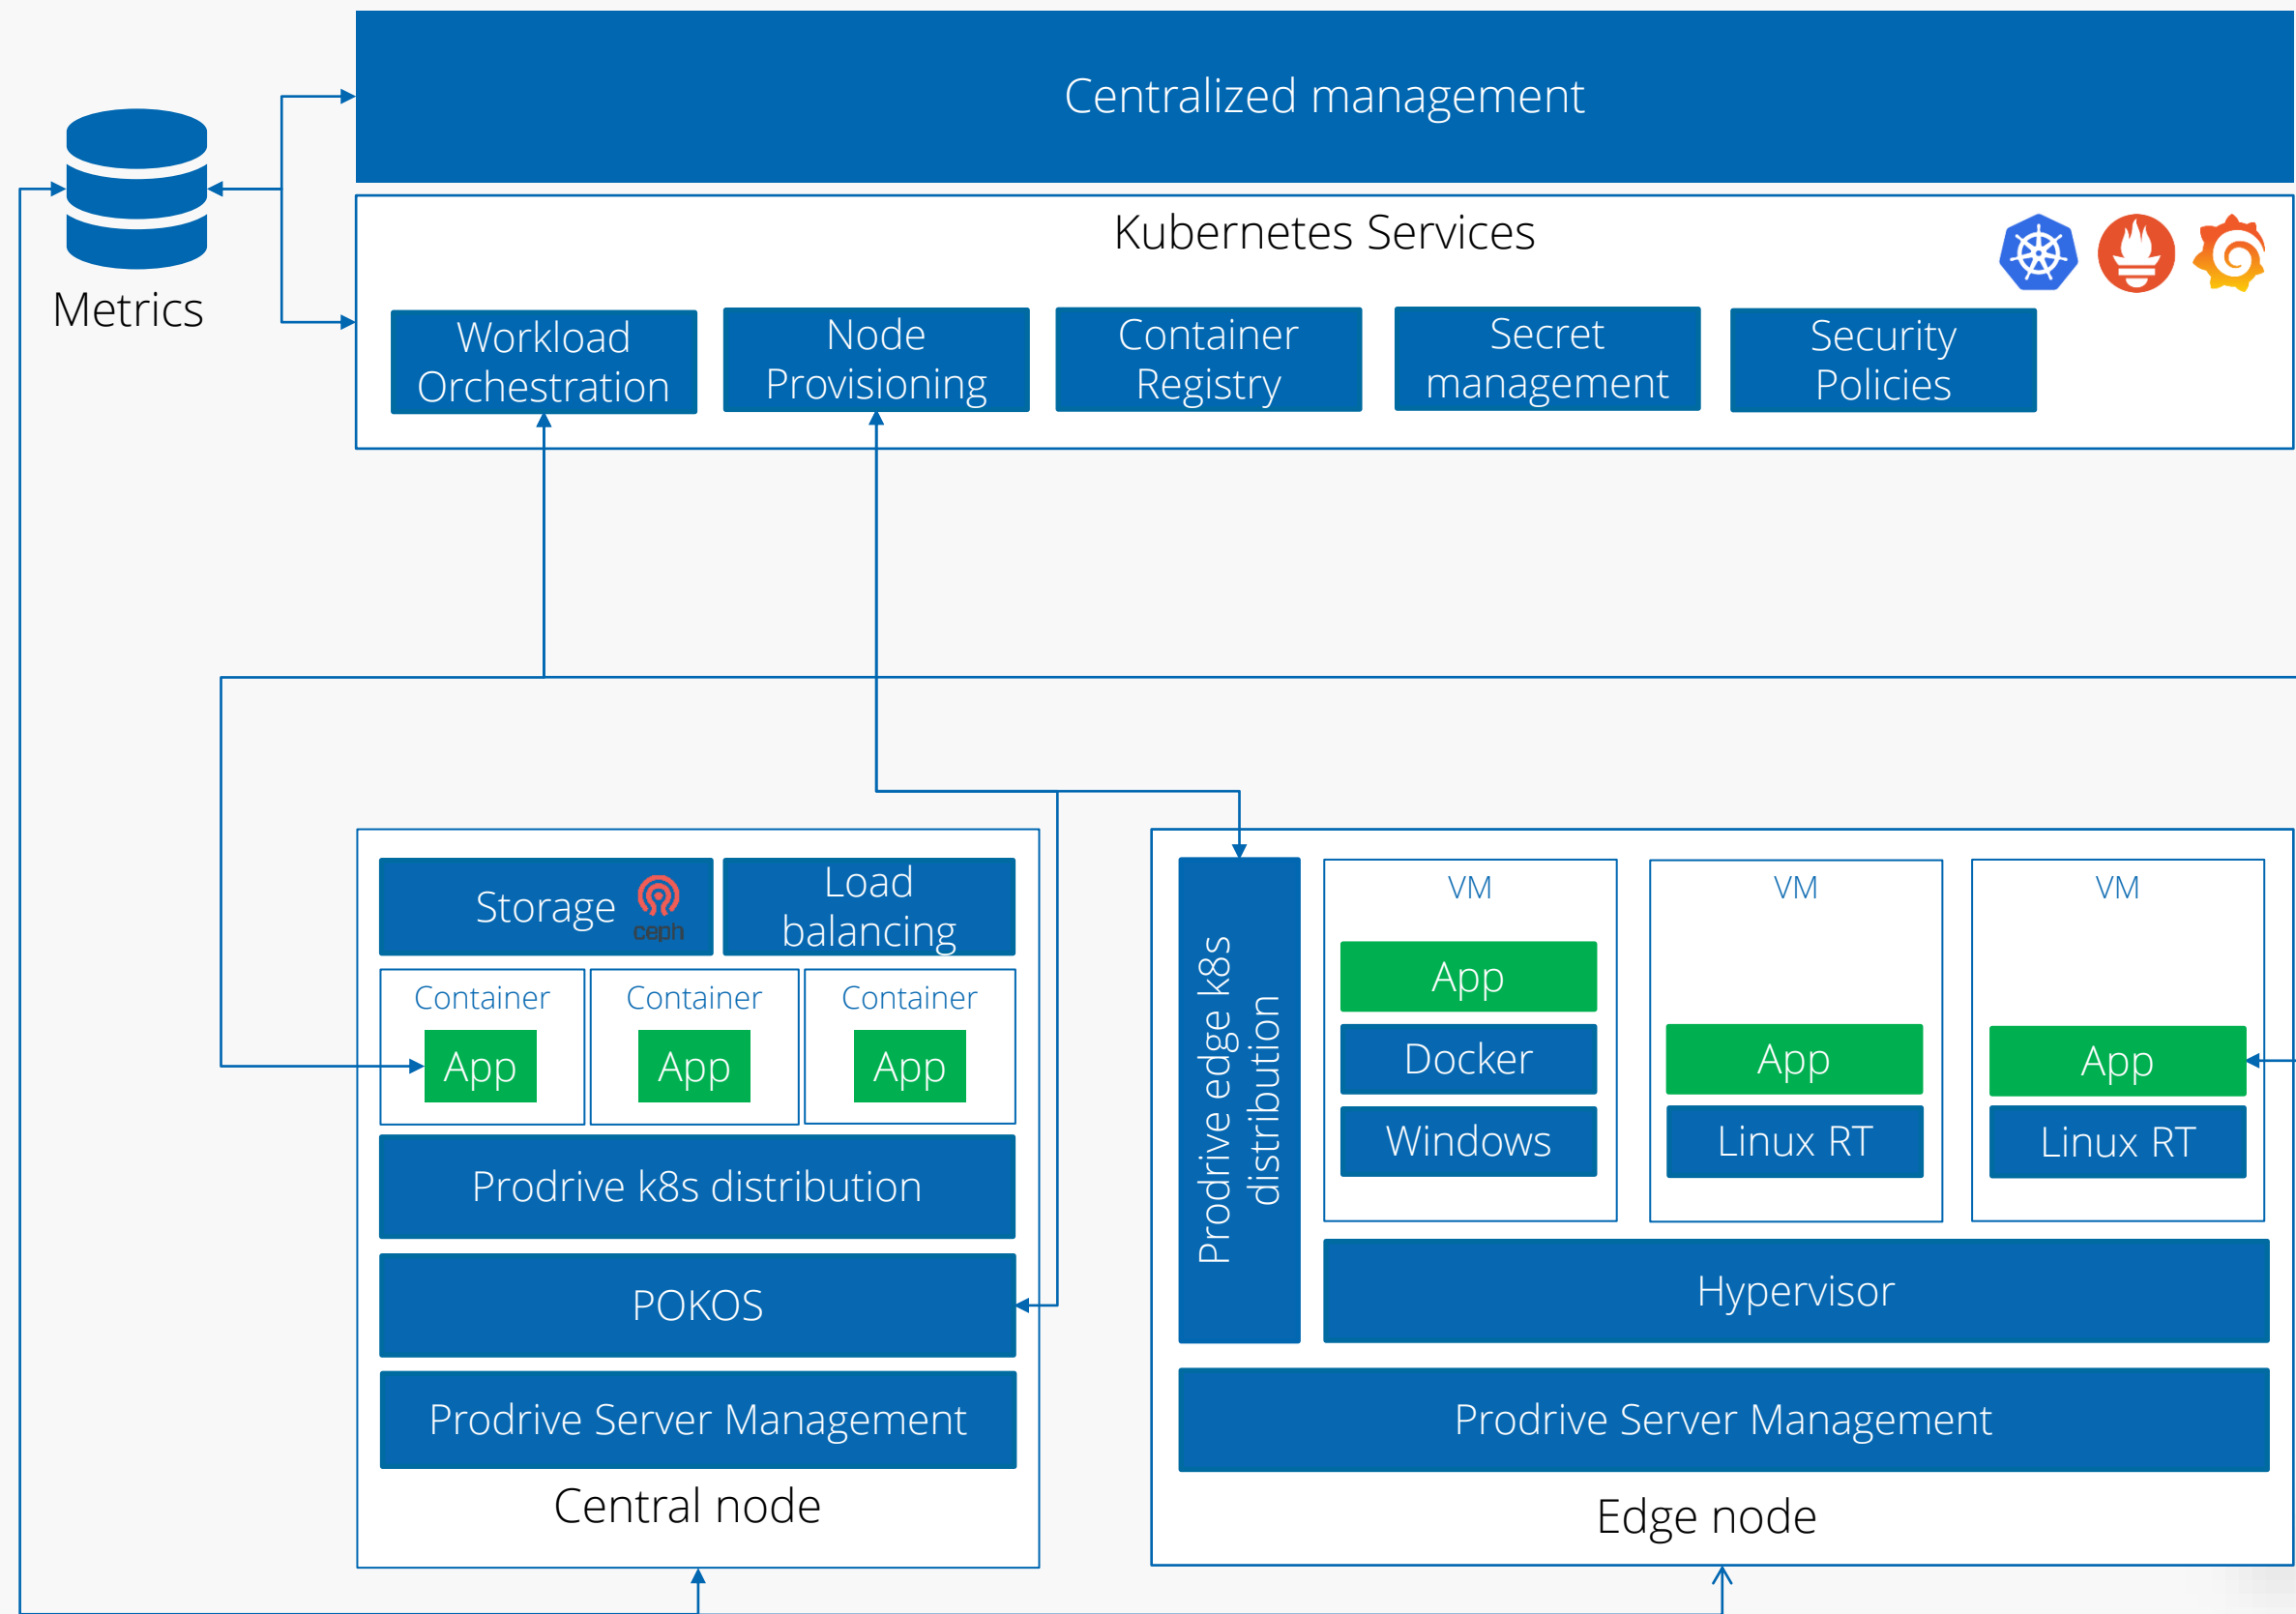 Centralized management
Metrics
Kubernetes Services
Workload
Orchestration
Node
Provisioning
Container
Registry
Secret
management
Security
Policies
Storage
ceph
Load
balancing
Container
App
Container
App
Container
App
Prodrive k8s distribution
POKOS
Prodrive Server Management
Central node
Prodrive edge k8s
distribution
VM
App
Docker
Windows
VM
App
Linux RT
VM
App
Linux RT
Hypervisor
Prodrive Server Management
Edge node